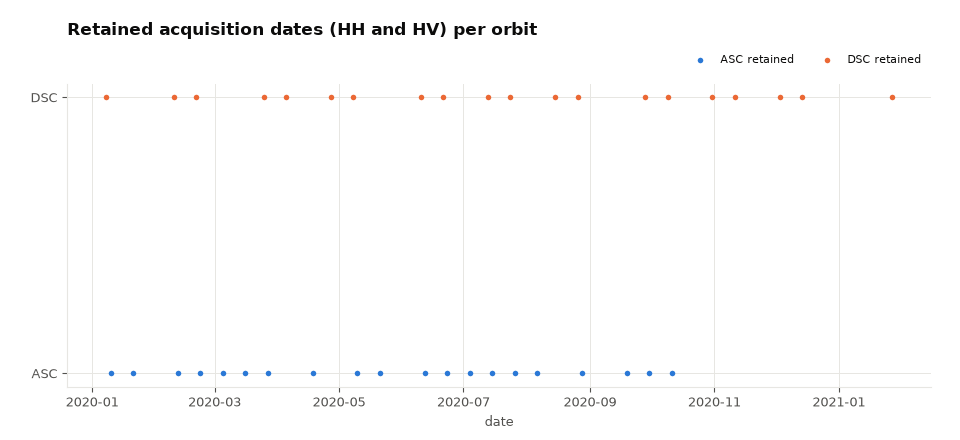 Retained acquisition dates (HH and HV) per orbit
ASC retained DSC retained
DSC
ASC
2020-01 2020-03 2020-05 2020-07 2020-09 2020-11 2021-01
date